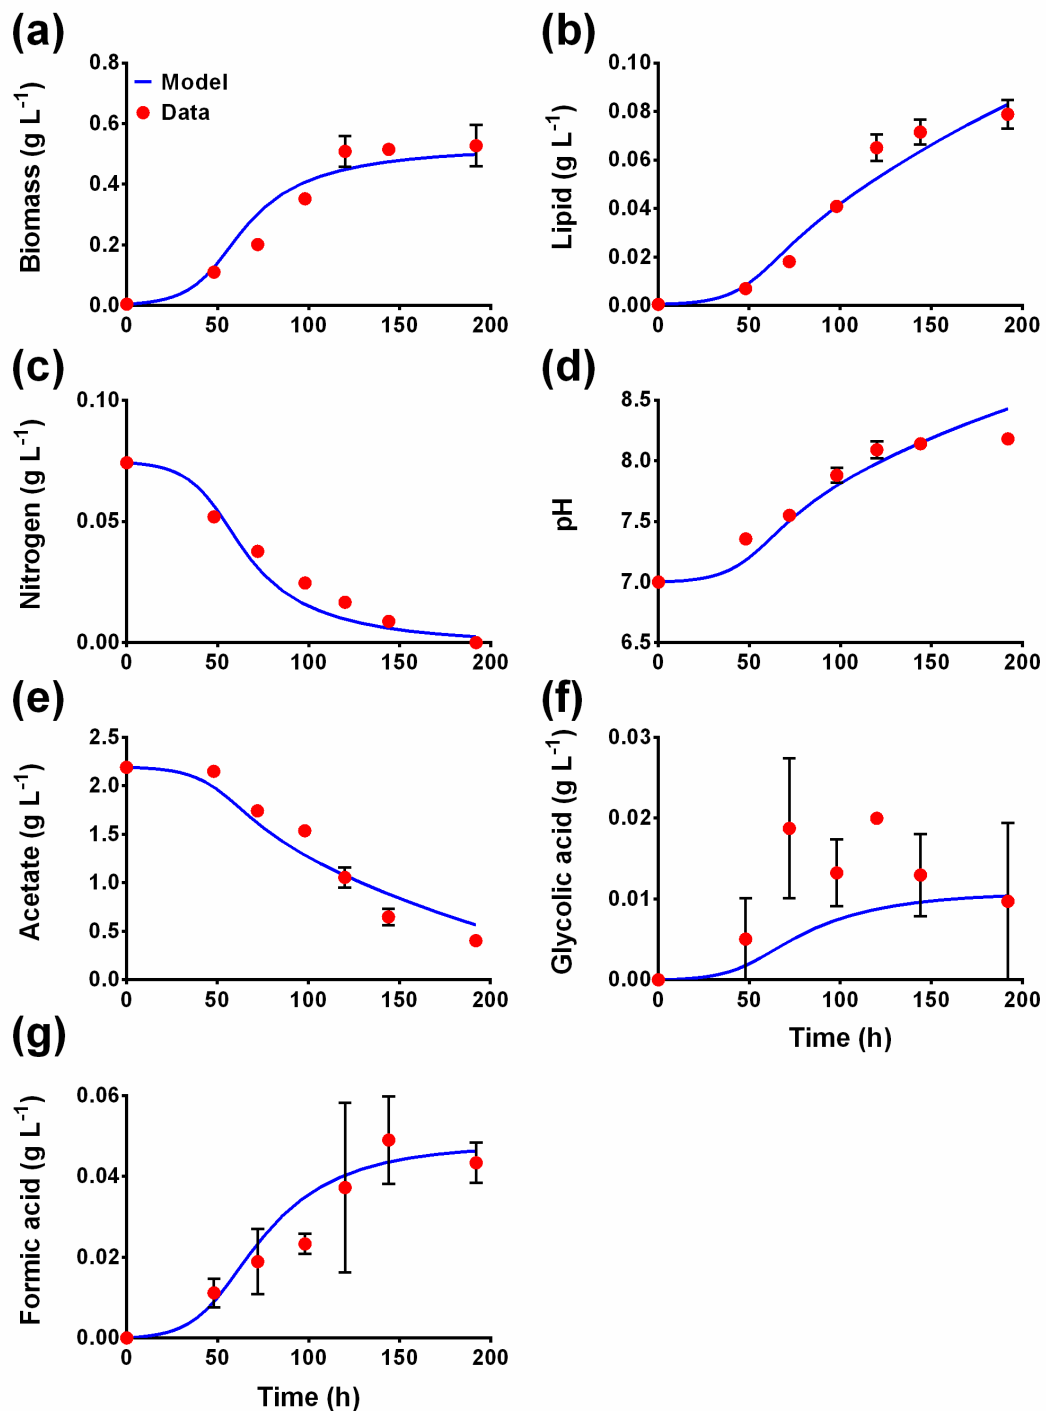 (a)
Biomass (g L⁻¹)
0.8
0.6
0.4
0.2
0.0
Model
Data
0 50 100 150 200
(b)
Lipid (g L⁻¹)
0.10
0.08
0.06
0.04
0.02
0.00
0 50 100 150 200
(c)
Nitrogen (g L⁻¹)
0.10
0.05
0.00
0 50 100 150 200
(d)
pH
8.5
8.0
7.5
7.0
6.5
0 50 100 150 200
(e)
Acetate (g L⁻¹)
2.5
2.0
1.5
1.0
0.5
0.0
0 50 100 150 200
(f)
Glycolic acid (g L⁻¹)
0.03
0.02
0.01
0.00
0 50 100 150 200
Time (h)
(g)
Formic acid (g L⁻¹)
0.06
0.04
0.02
0.00
0 50 100 150 200
Time (h)